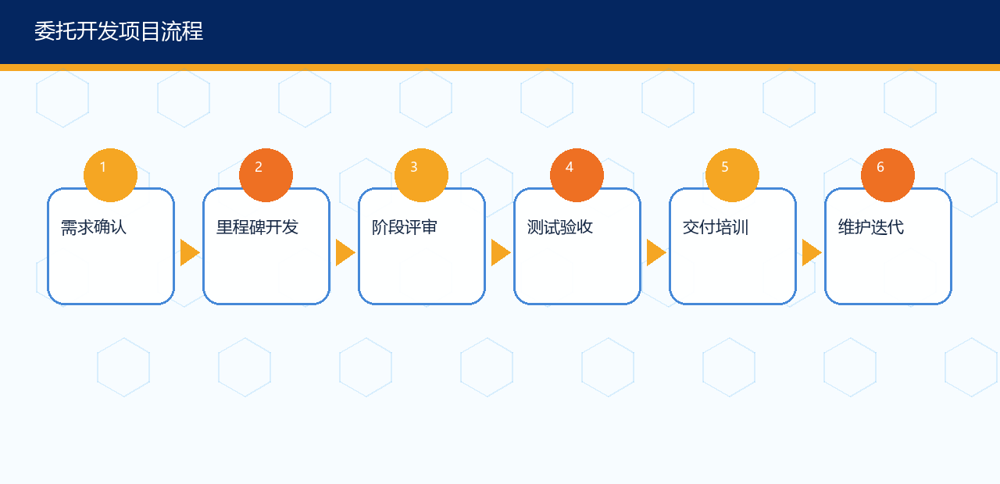 委托开发项目流程
1
2
3
4
5
6
需求确认
里程碑开发
阶段评审
测试验收
交付培训
维护迭代